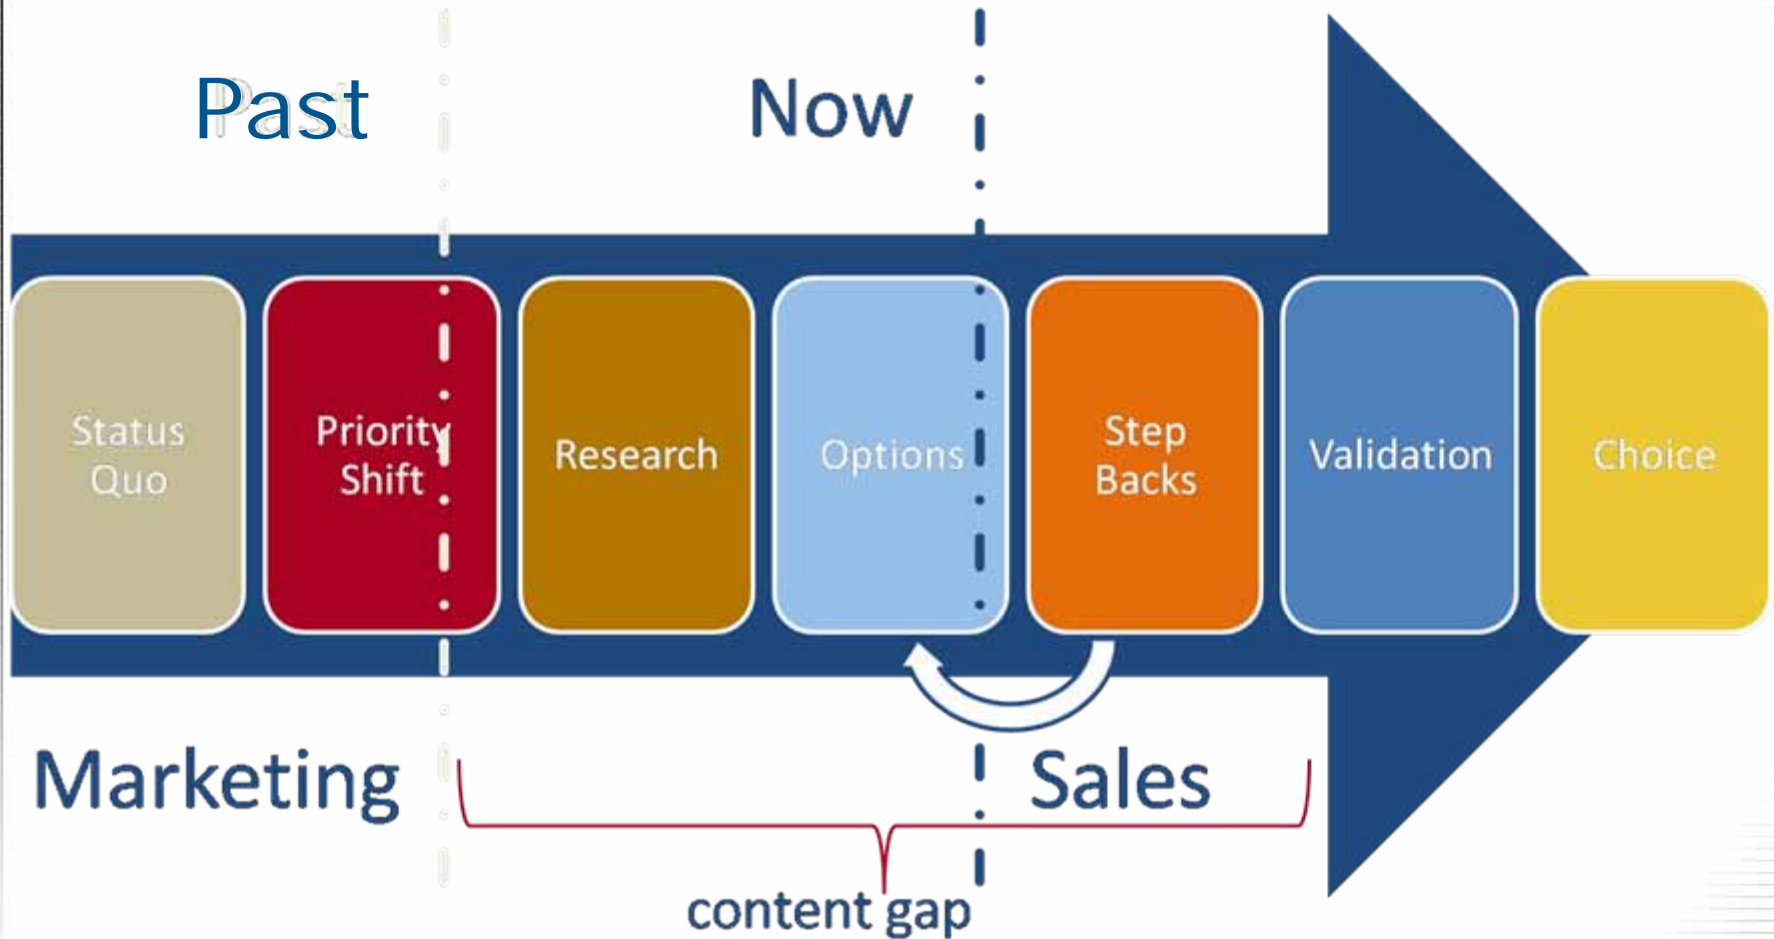 Past
Now
Status
Quo
Priority
Shift
Research
Options
Step
Backs
Validation
Choice
Marketing
Sales
content gap